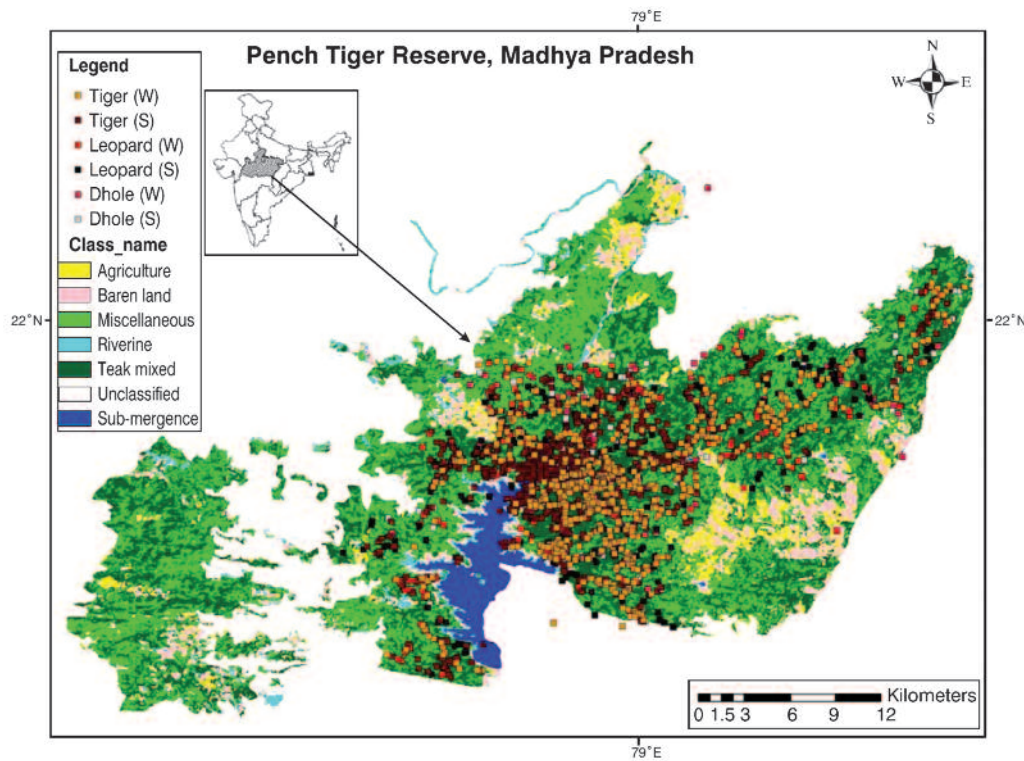 79˚E
Pench Tiger Reserve, Madhya Pradesh
N
W E
S
Legend
Tiger (W)
Tiger (S)
Leopard (W)
Leopard (S)
Dhole (W)
Dhole (S)
Class_name
Agriculture
Baren land
Miscellaneous
Riverine
Teak mixed
Unclassified
Sub-mergence
22˚N
22˚N
Kilometers
0 1.5 3 6 9 12
79˚E